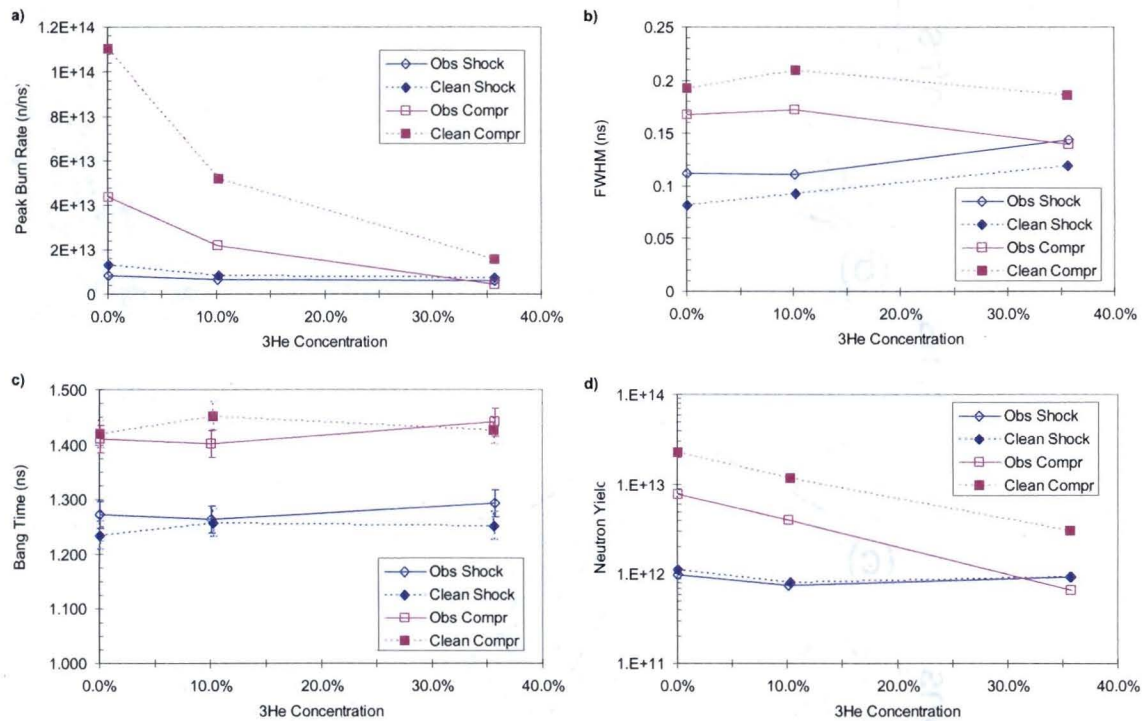 a)
1.2E+14
1E+14
8E+13
6E+13
4E+13
2E+13
0
Peak Burn Rate (n/ns)
0.0% 10.0% 20.0% 30.0% 40.0%
3He Concentration
Obs Shock
Clean Shock
Obs Compr
Clean Compr
b)
0.25
0.2
0.15
0.1
0.05
0
FWHM (ns)
0.0% 10.0% 20.0% 30.0% 40.0%
3He Concentration
Obs Shock
Clean Shock
Obs Compr
Clean Compr
c)
1.500
1.400
1.300
1.200
1.100
1.000
Bang Time (ns)
0.0% 10.0% 20.0% 30.0% 40.0%
3He Concentration
Obs Shock
Clean Shock
Obs Compr
Clean Compr
d)
1.E+14
1.E+13
1.E+12
1.E+11
Neutron Yield
0.0% 10.0% 20.0% 30.0% 40.0%
3He Concentration
Obs Shock
Clean Shock
Obs Compr
Clean Compr